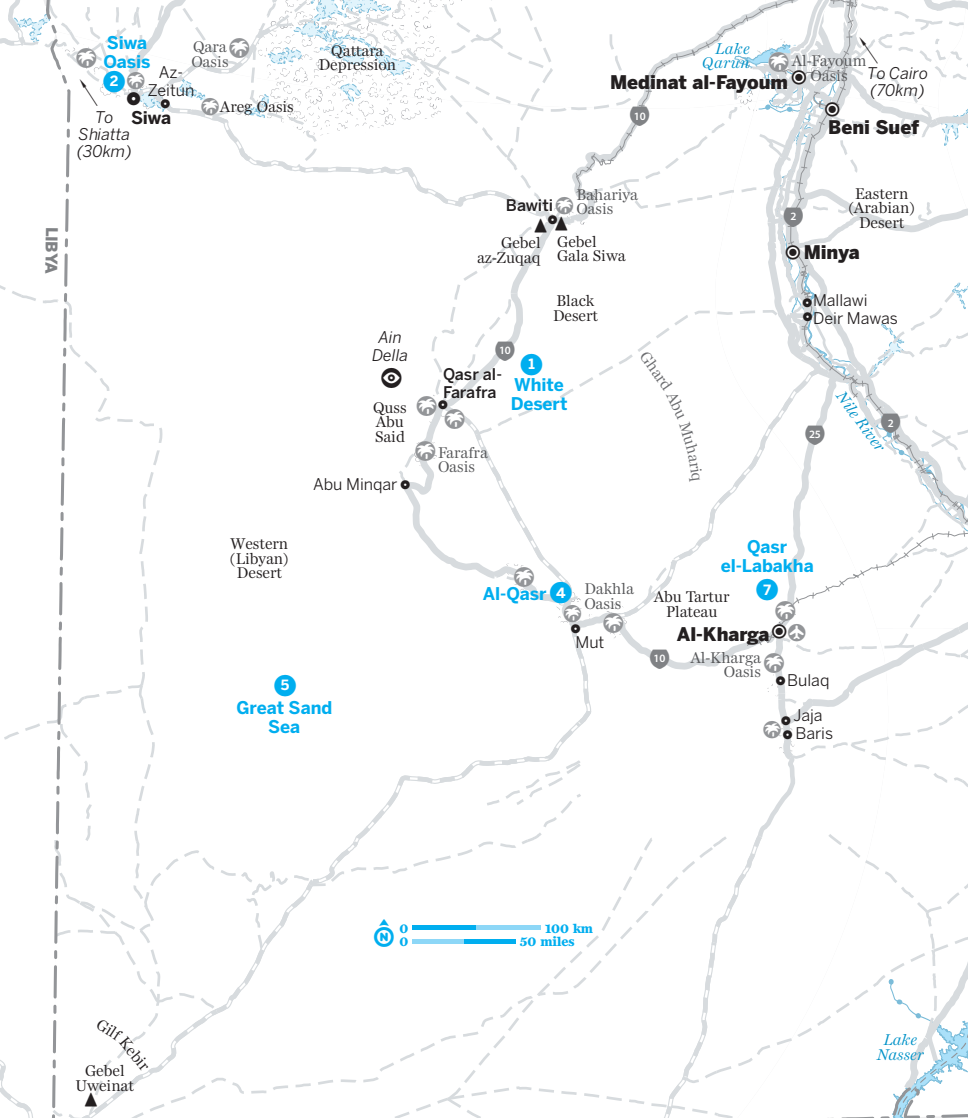 Siwa
Oasis
2
Az-
Zeitun
Qara
Oasis
Qattara
Depression
Lake
Qarun
Al-Fayoum
Oasis
Medinat al-Fayoum
To Cairo
(70km)
To
Shiatta
(30km)
Siwa
Areg Oasis
10
Beni Suef
Bawiti
Bahariya
Oasis
Eastern
(Arabian)
Desert
2
LIBYA
Gebel
az-Zuqaq
Gebel
Gala Siwa
Minya
Black
Desert
Mallawi
Deir Mawas
Ain
Della
10
1
White
Desert
Ghard Abu Muhariq
Qasr al-
Farafra
Quss
Abu
Said
Nile River
2
25
Farafra
Oasis
Abu Minqar
Western
(Libyan)
Desert
Qasr
el-Labakha
7
Al-Qasr
4
Dakhla
Oasis
Abu Tartur
Plateau
Mut
Al-Kharga
10
Al-Kharga
Oasis
Bulaq
5
Great Sand
Sea
Jaja
Baris
N
0
100 km
0
50 miles
Gilf Kebir
Gebel
Uweinat
Lake
Nasser